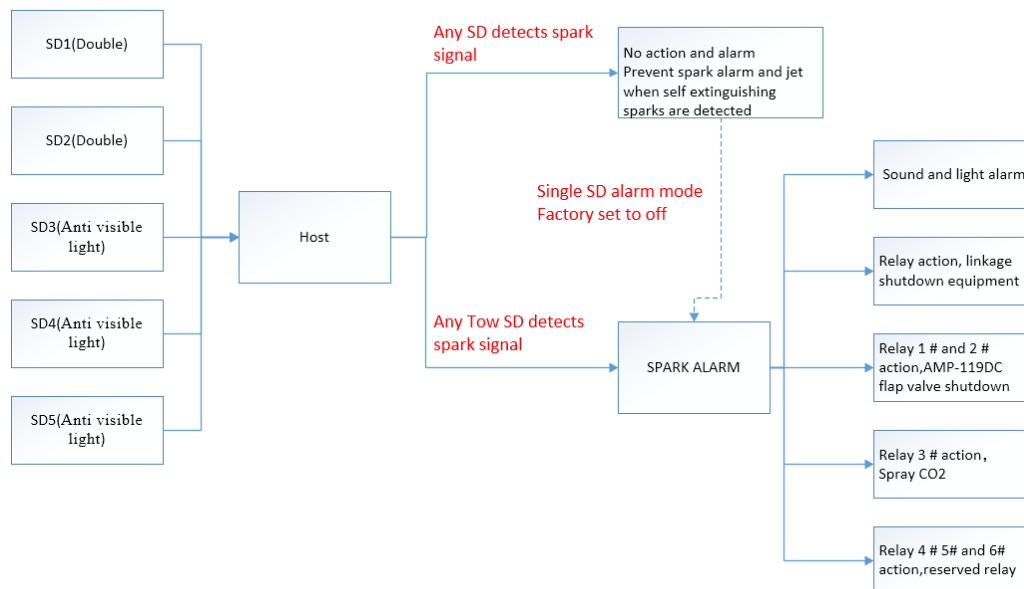 SD1(Double)
SD2(Double)
SD3(Anti visible
light)
SD4(Anti visible
light)
SD5(Anti visible
light)
Host
Any SD detects spark
signal
No action and alarm
Prevent spark alarm and jet
when self extinguishing
sparks are detected
Single SD alarm mode
Factory set to off
Any Tow SD detects
spark signal
SPARK ALARM
Sound and light alarm
Relay action, linkage
shutdown equipment
Relay 1 # and 2 #
action,AMP-119DC
flap valve shutdown
Relay 3 # action，
Spray CO2
Relay 4 # 5# and 6#
action,reserved relay